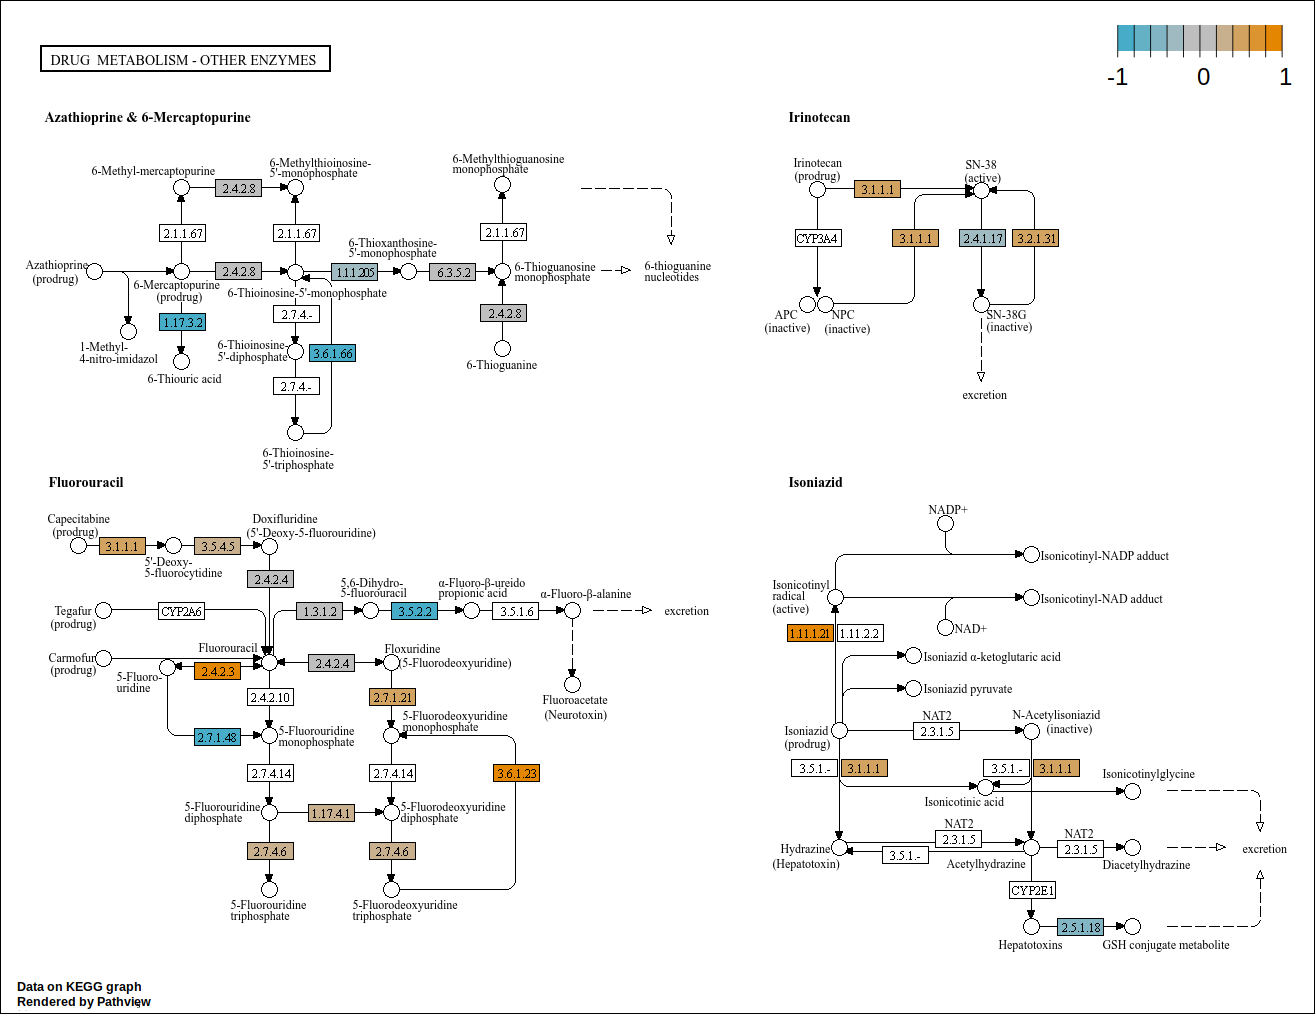 DRUG METABOLISM - OTHER ENZYMES
-1 0 1
Azathioprine & 6-Mercaptopurine
6-Methyl-mercaptopurine
2.4.2.8
6-Methylthioinosine-
5'-monophosphate
6-Methylthioguanosine
monophosphate
2.1.1.67
2.1.1.67
2.1.1.67
6-Thioxanthosine-
5'-monophosphate
Azathioprine
(prodrug)
2.4.2.8
1.1.1.205
6.3.5.2
6-Thioguanosine
monophosphate
6-thioguanine
nucleotides
6-Mercaptopurine
(prodrug)
6-Thioinosine-5'-monophosphate
1.17.3.2
2.7.4.-
2.4.2.8
1-Methyl-
4-nitro-imidazol
6-Thioinosine-
5'-diphosphate
3.6.1.66
6-Thioguanine
6-Thiouric acid
2.7.4.-
6-Thioinosine-
5'-triphosphate
Irinotecan
Irinotecan
(prodrug)
3.1.1.1
SN-38
(active)
CYP3A4
3.1.1.1
2.4.1.17
3.2.1.31
APC
(inactive)
NPC
(inactive)
SN-38G
(inactive)
excretion
Fluorouracil
Capecitabine
(prodrug)
3.1.1.1
5'-Deoxy-
5-fluorocytidine
3.5.4.5
Doxifluridine
(5'-Deoxy-5-fluorouridine)
2.4.2.4
Tegafur
(prodrug)
CYP2A6
1.3.1.2
5,6-Dihydro-
5-fluorouracil
3.5.2.2
α-Fluoro-β-ureido
propionic acid
3.5.1.6
α-Fluoro-β-alanine
excretion
Carmofur
(prodrug)
Fluorouracil
5-Fluoro-
uridine
2.4.2.3
2.4.2.4
Floxuridine
(5-Fluorodeoxyuridine)
Fluoroacetate
(Neurotoxin)
2.4.2.10
2.7.1.21
2.7.1.48
5-Fluorouridine
monophosphate
5-Fluorodeoxyuridine
monophosphate
2.7.4.14
2.7.4.14
3.6.1.23
5-Fluorouridine
diphosphate
1.17.4.1
5-Fluorodeoxyuridine
diphosphate
2.7.4.6
2.7.4.6
5-Fluorouridine
triphosphate
5-Fluorodeoxyuridine
triphosphate
Isoniazid
NADP+
Isonicotinyl-NADP adduct
Isonicotinyl
radical
(active)
Isonicotinyl-NAD adduct
NAD+
1.11.1.21
1.11.2.2
Isoniazid α-ketoglutaric acid
Isoniazid pyruvate
Isoniazid
(prodrug)
NAT2
2.3.1.5
N-Acetylisoniazid
(inactive)
3.5.1.-
3.1.1.1
3.5.1.-
3.1.1.1
Isonicotinic acid
Isonicotinylglycine
Hydrazine
(Hepatotoxin)
NAT2
2.3.1.5
3.5.1.-
Acetylhydrazine
NAT2
2.3.1.5
Diacetylhydrazine
excretion
CYP2E1
Hepatotoxins
2.5.1.18
GSH conjugate metabolite
Data on KEGG graph
Rendered by Pathview